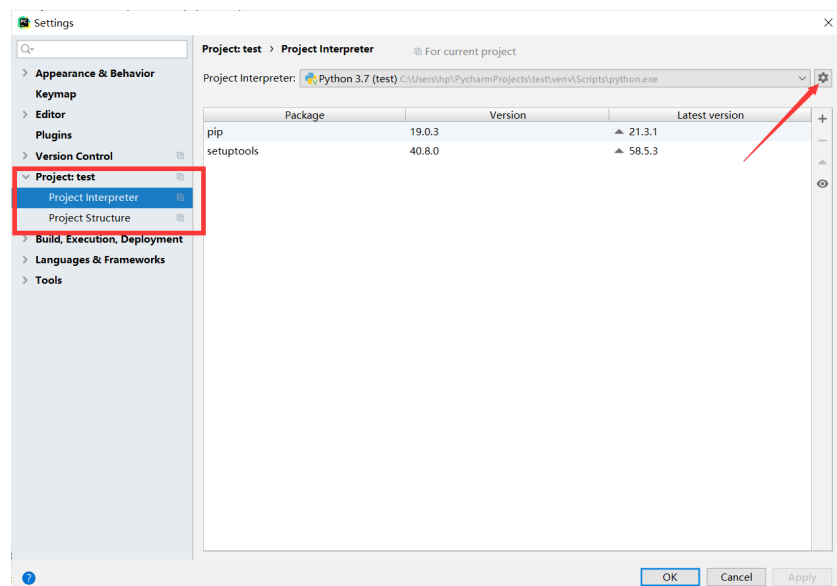 Settings
Project: test › Project Interpreter For current project
Appearance & Behavior
Keymap
Editor
Plugins
Version Control
Project: test
Project Interpreter
Project Structure
Build, Execution, Deployment
Languages & Frameworks
Tools
Project Interpreter: Python 3.7 (test) C:\Users\hp\PycharmProjects\test\venv\Scripts\python.exe
Package Version Latest version
pip 19.0.3 21.3.1
setuptools 40.8.0 58.5.3
OK Cancel Apply